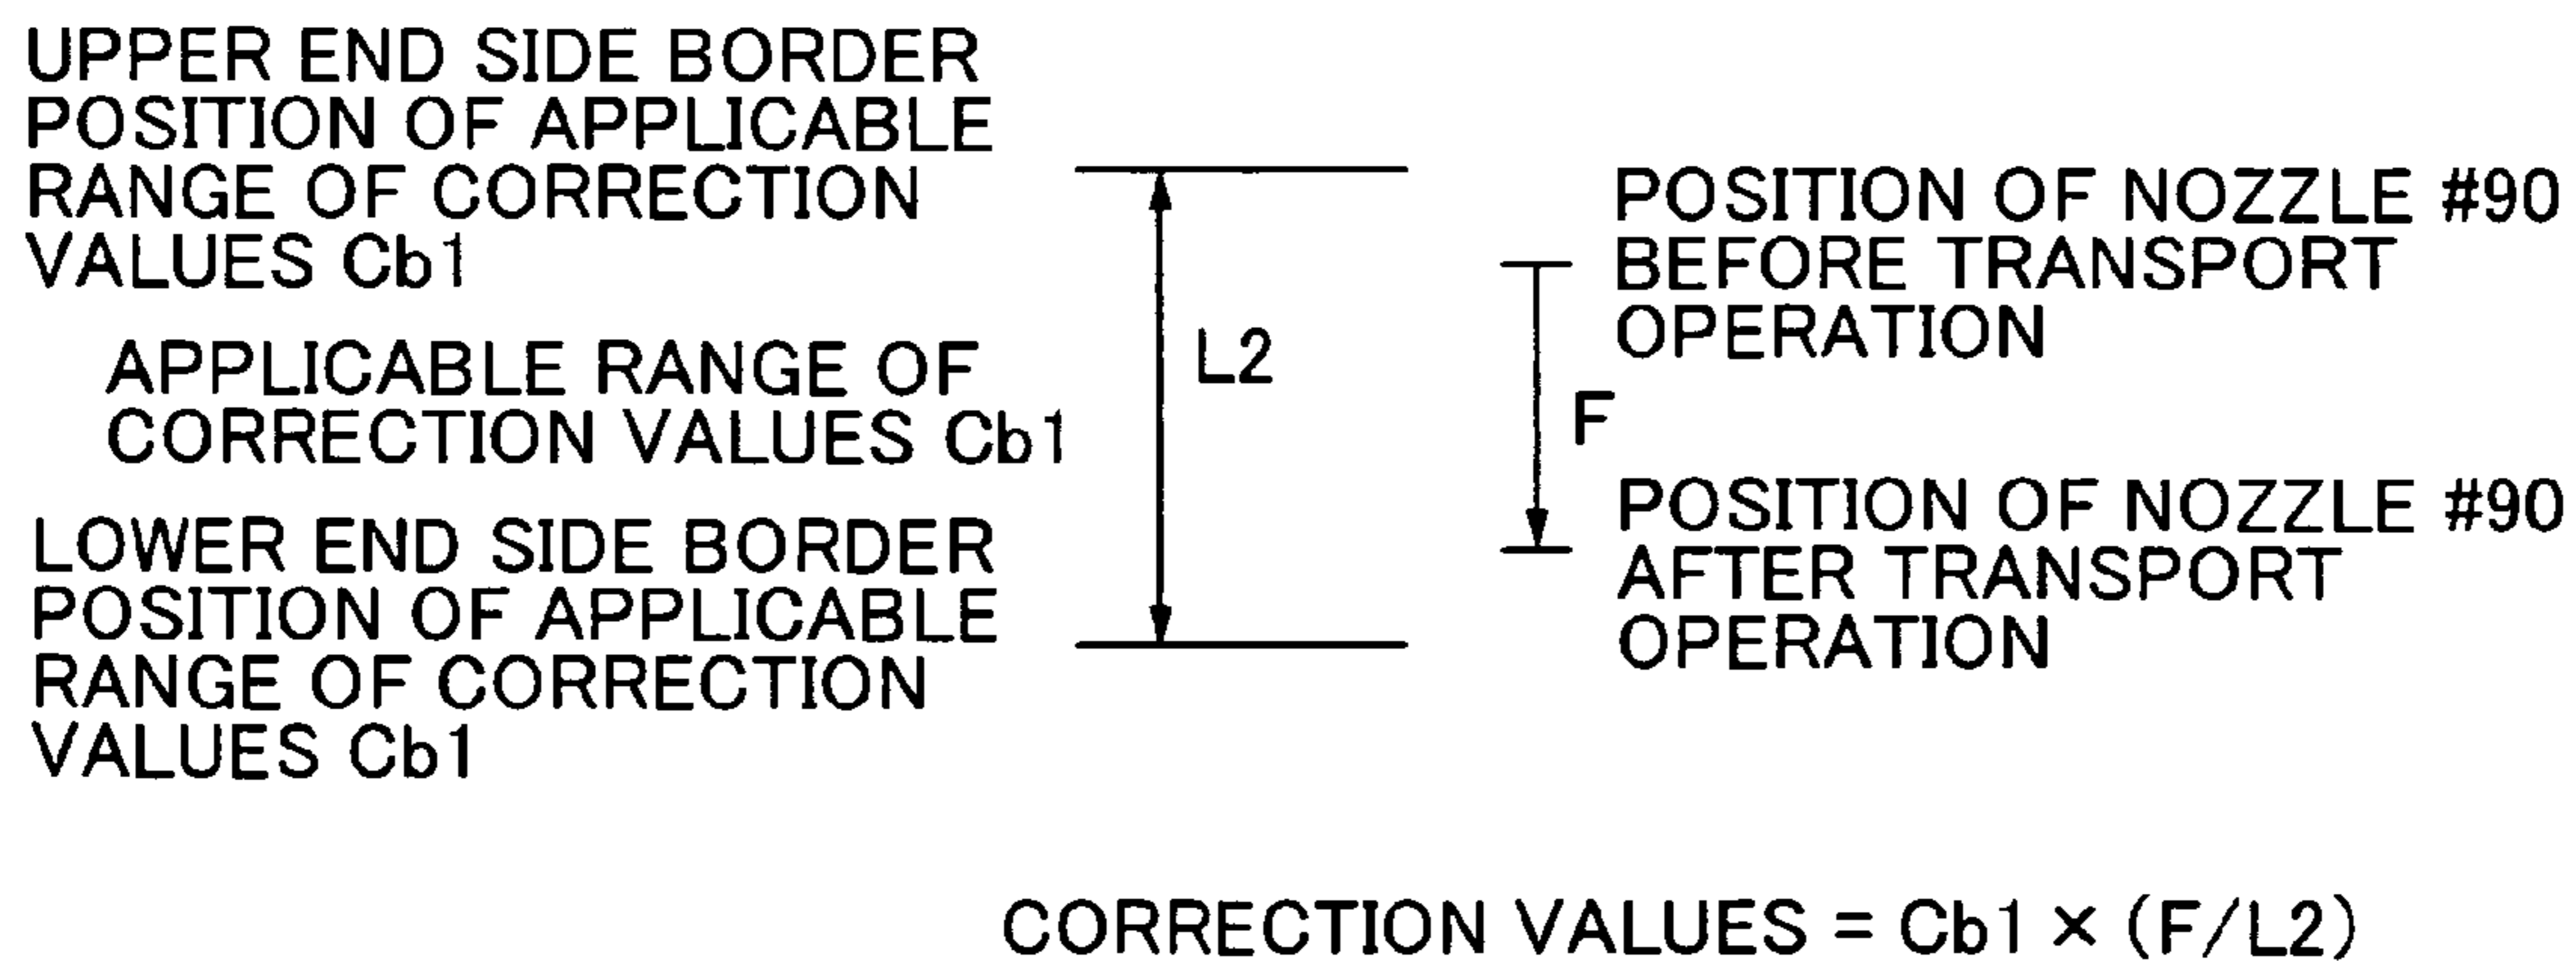 UPPER END SIDE BORDER
POSITION OF APPLICABLE
RANGE OF CORRECTION
VALUES Cb1
APPLICABLE RANGE OF
CORRECTION VALUES Cb1
LOWER END SIDE BORDER
POSITION OF APPLICABLE
RANGE OF CORRECTION
VALUES Cb1
L2
POSITION OF NOZZLE #90
BEFORE TRANSPORT
OPERATION
F
POSITION OF NOZZLE #90
AFTER TRANSPORT
OPERATION
CORRECTION VALUES = Cb1 × (F/L2)